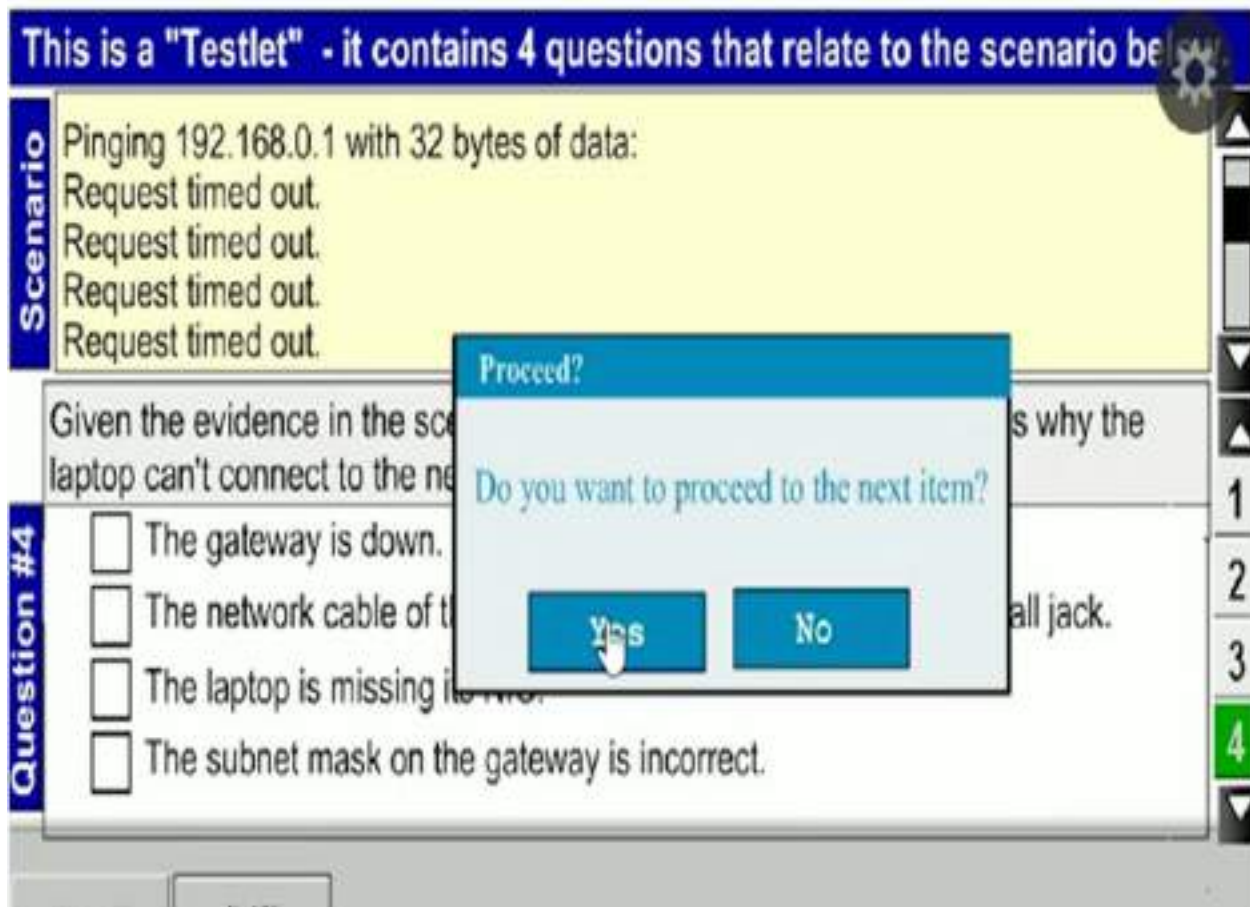 This is a "Testlet" - it contains 4 questions that relate to the scenario
Scenario
Pinging 192.168.0.1 with 32 bytes of data:
Request timed out.
Request timed out.
Request timed out.
Request timed out.
Proceed?
Do you want to proceed to the next item?
Yes
No
Given the evidence in the
s why the
laptop can't connect to the
Question #4
The gateway is down.
The network cable of
all jack.
The laptop is missing
The subnet mask on the gateway is incorrect.
1
2
3
4